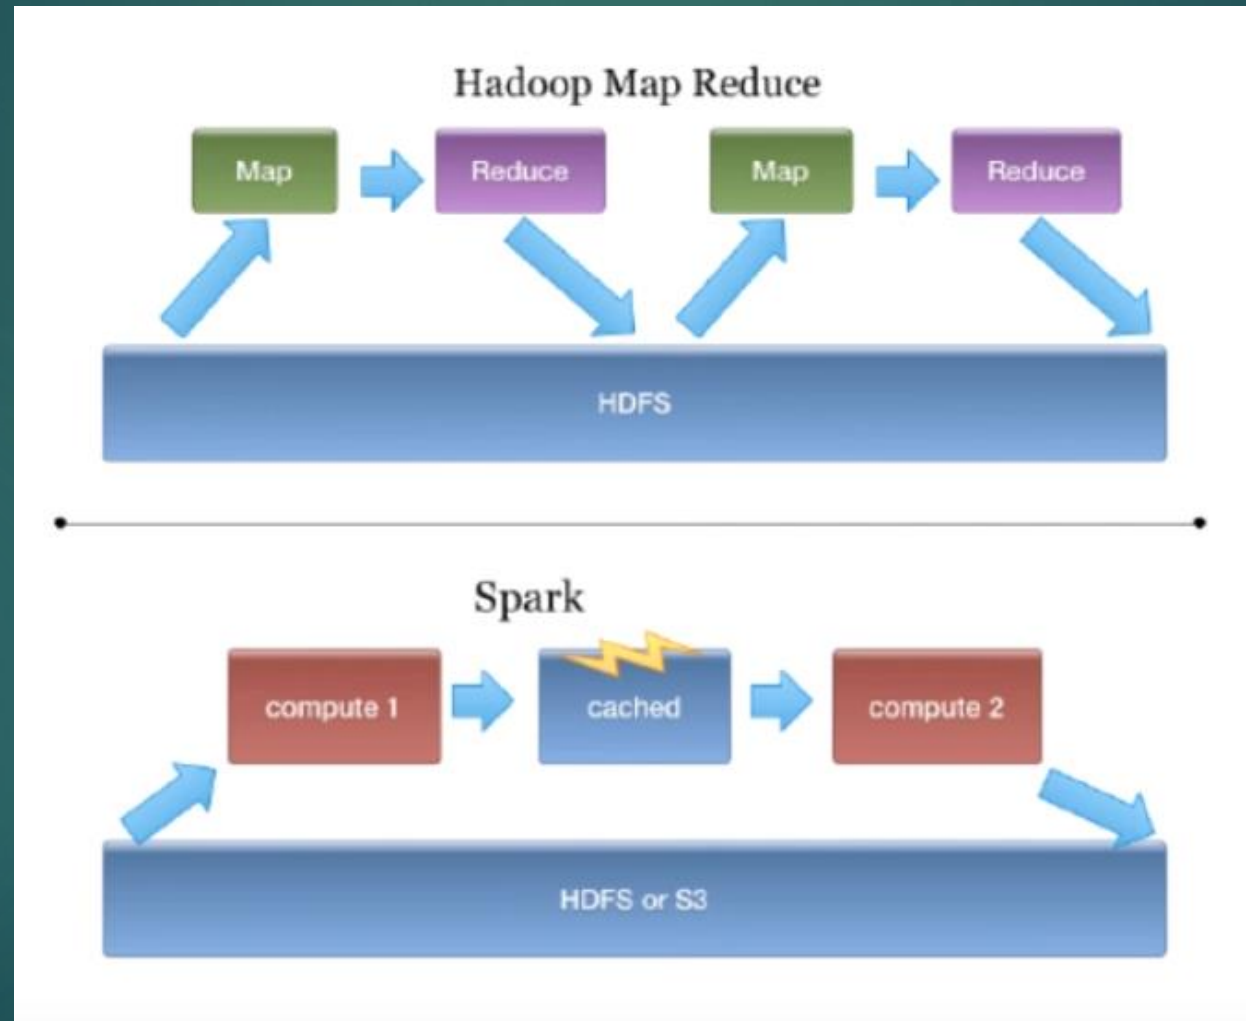 Hadoop Map Reduce
Map
Reduce
Map
Reduce
HDFS
Spark
compute 1
cached
compute 2
HDFS or S3